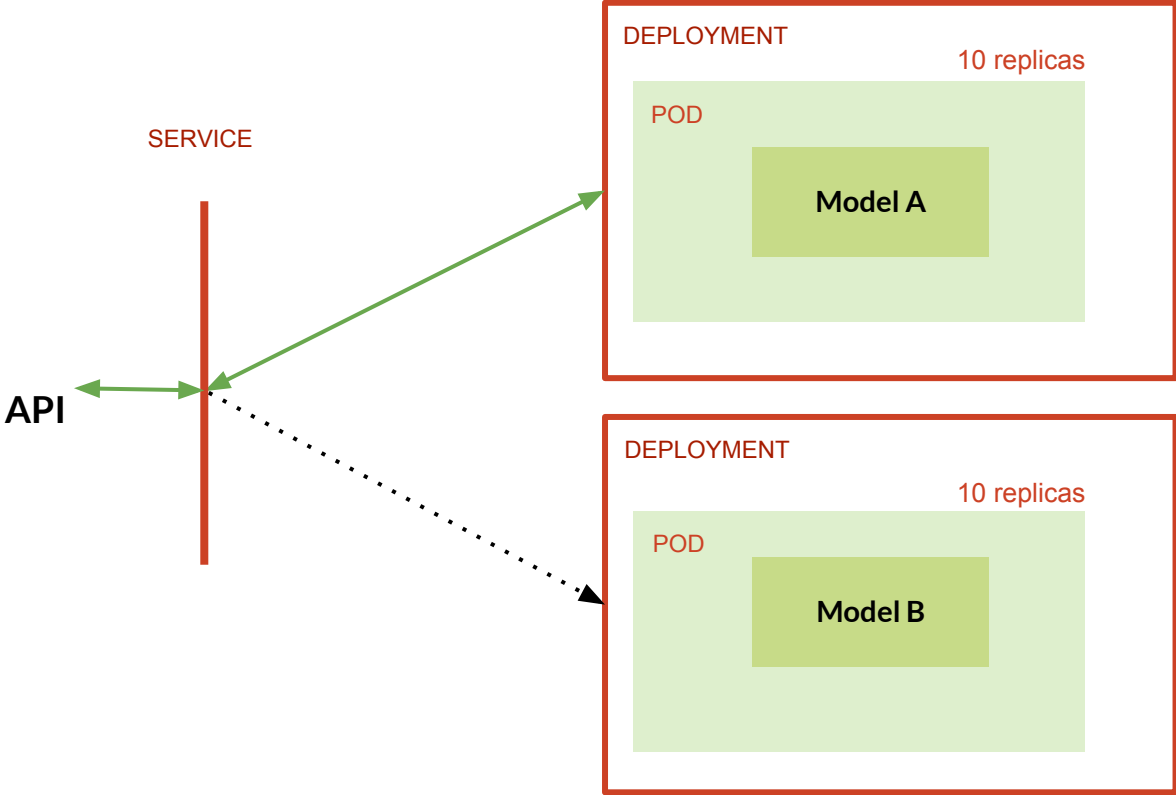 DEPLOYMENT
10 replicas
POD
SERVICE
Model A
API
DEPLOYMENT
10 replicas
POD
Model B